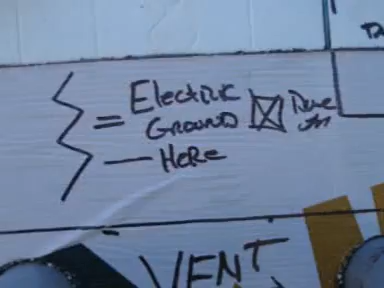 = Electric
Ground
— Here
VENT